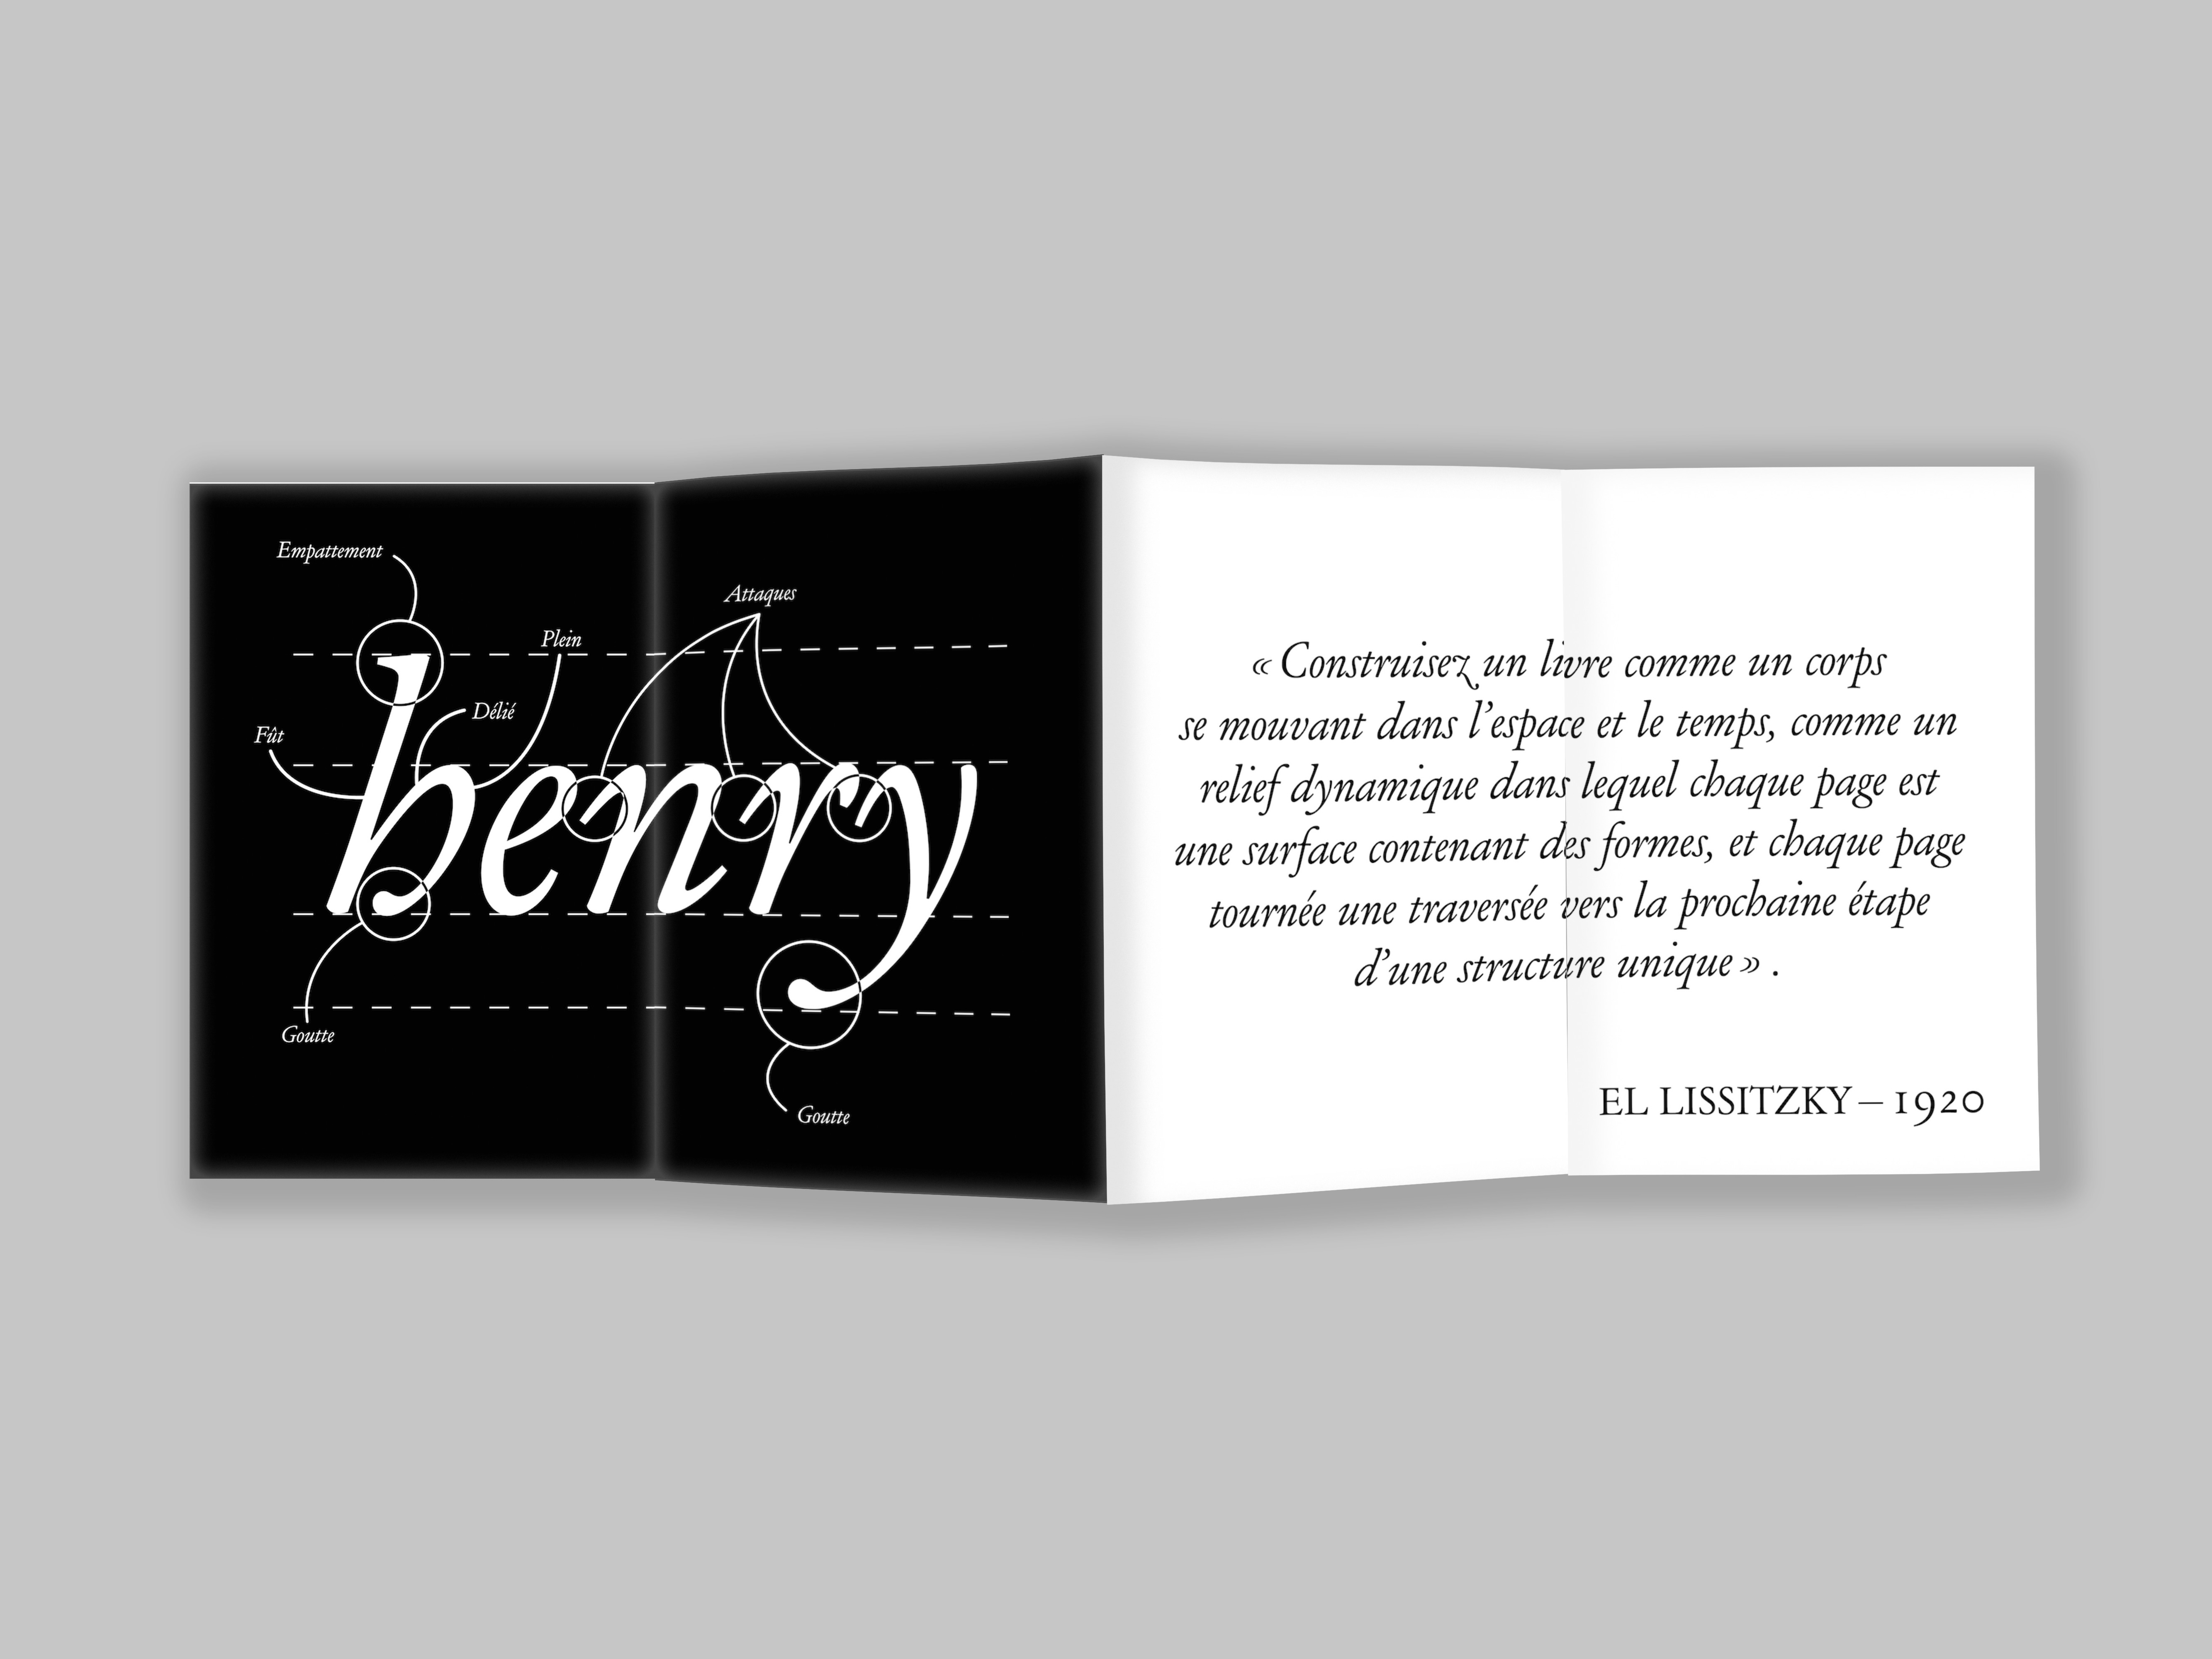 Empattement
Attaques
Plein
Délié
Fût
henry
Goutte
Goutte
« Construisez un livre comme un corps
se mouvant dans l’espace et le temps, comme un
relief dynamique dans lequel chaque page est
une surface contenant des formes, et chaque page
tournée une traversée vers la prochaine étape
d’une structure unique » .
EL LISSITZKY — 1920